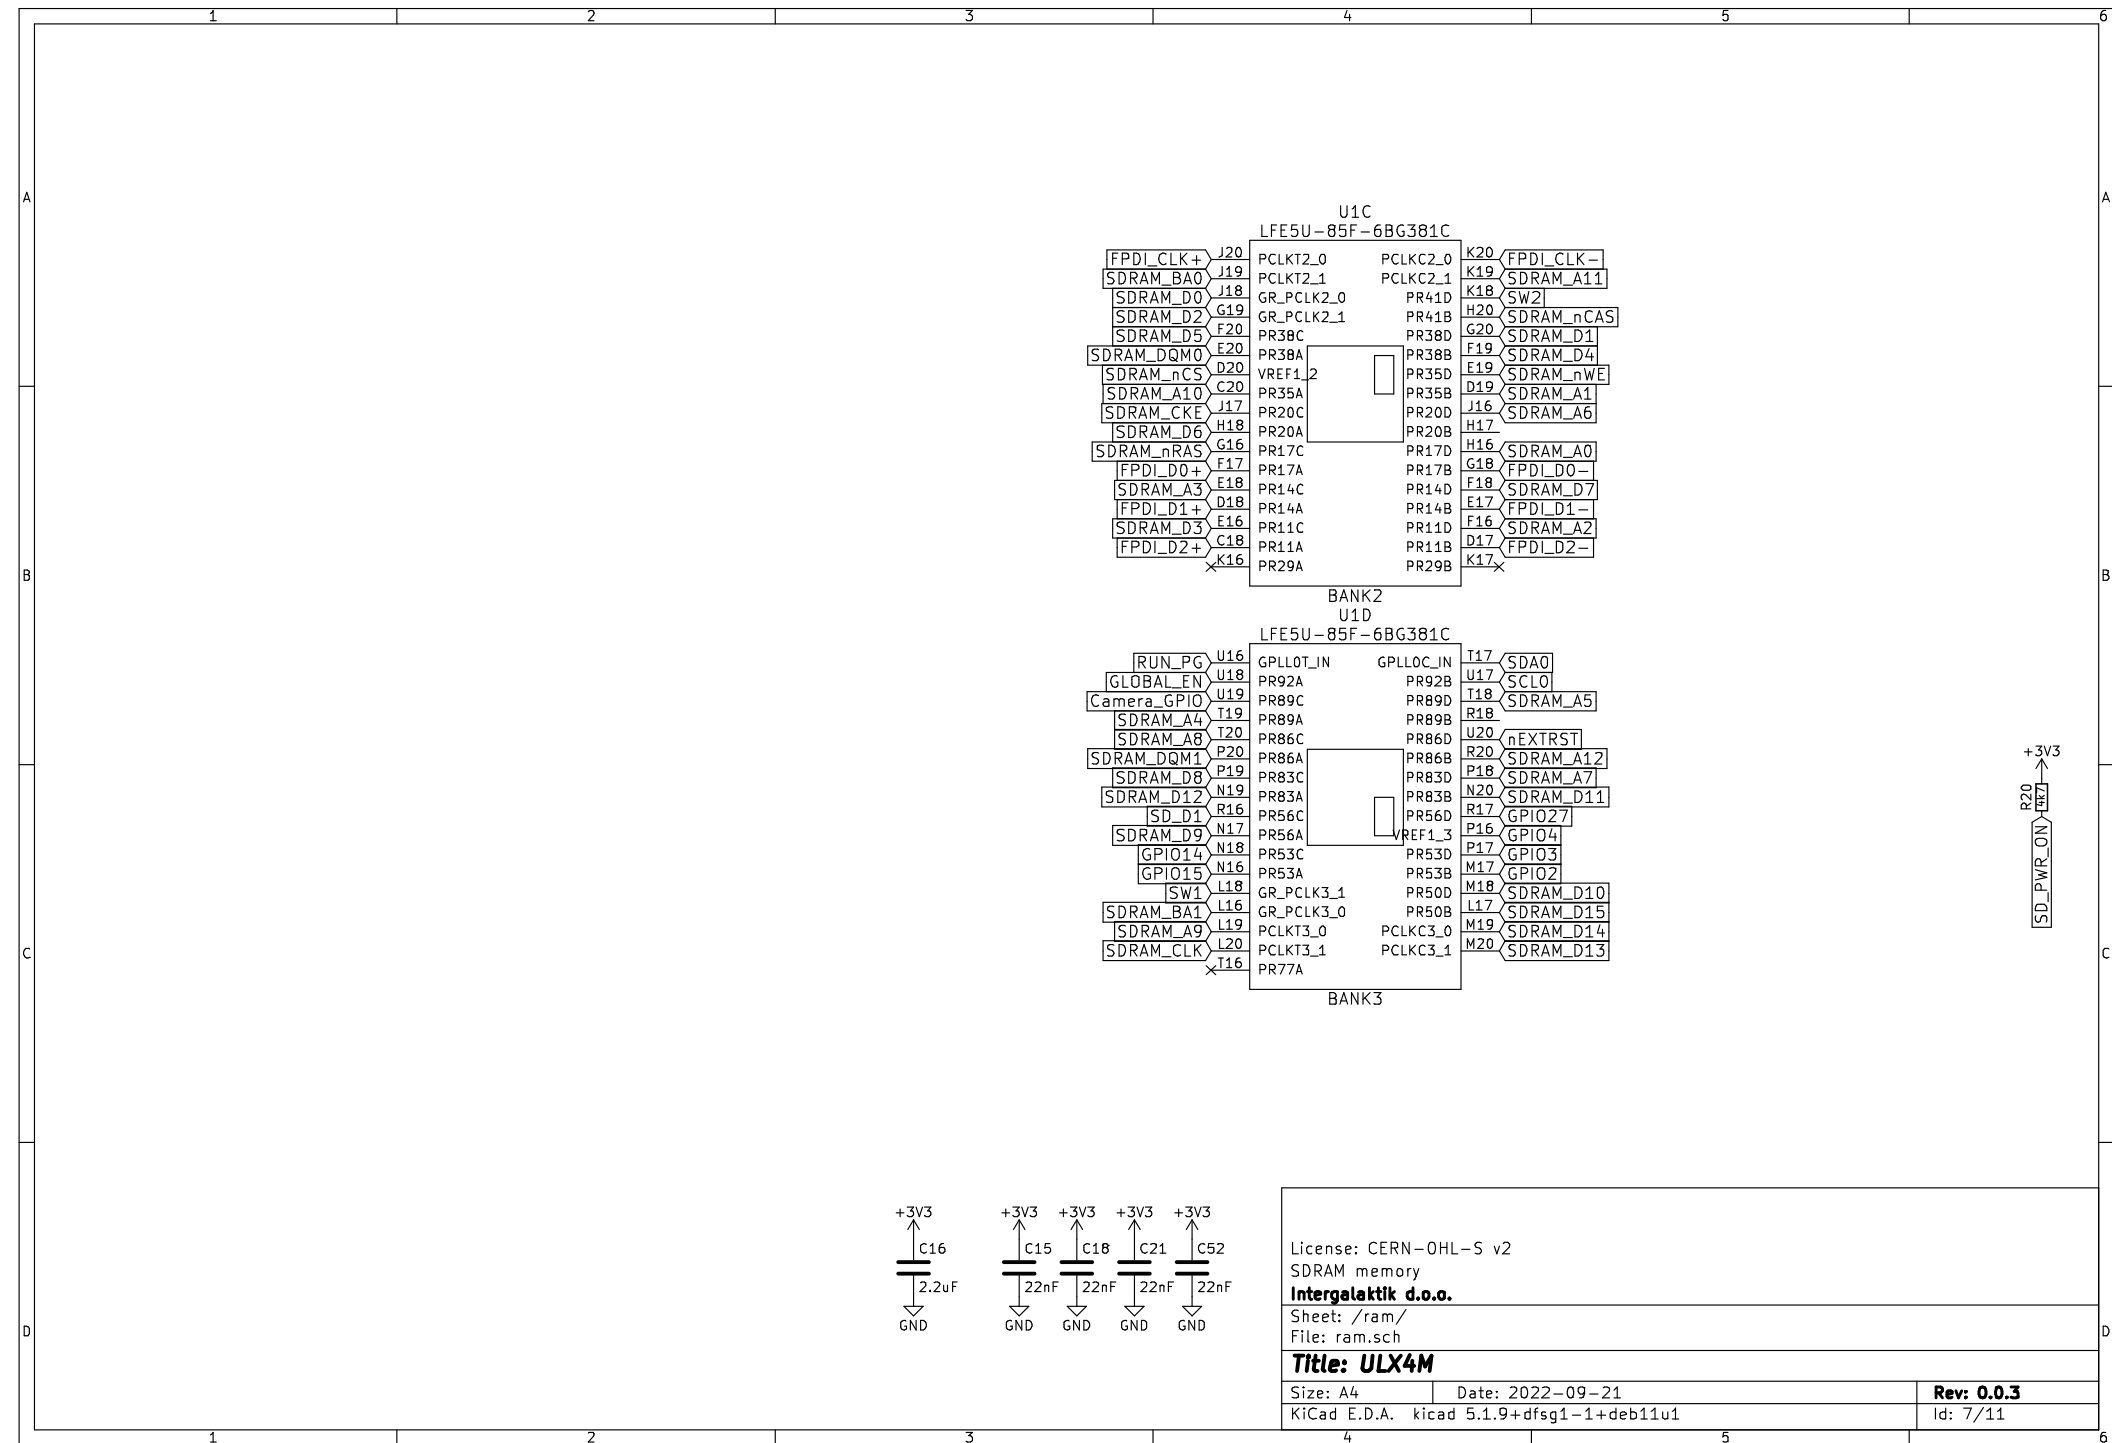 1 2 3 4 5 6
A A
U1C
LFE5U-85F-6BG381C
FPDI_CLK+ J20 PCLKT2_0 PCLKC2_0 K20 FPDI_CLK-
SDRAM_BA0 J19 PCLKT2_1 PCLKC2_1 K19 SDRAM_A11
SDRAM_D0 J18 GR_PCLK2_0 PR41D K18 SW2
SDRAM_D2 G19 GR_PCLK2_1 PR41B H20 SDRAM_nCAS
SDRAM_D5 F20 PR38C PR38D G20 SDRAM_D1
SDRAM_DQM0 E20 PR38A PR38B F19 SDRAM_D4
SDRAM_nCS D20 VREF1_2 PR35D E19 SDRAM_nWE
SDRAM_A10 C20 PR35A PR35B D19 SDRAM_A1
SDRAM_CKE J17 PR20C PR20D J16 SDRAM_A6
SDRAM_D6 H18 PR20A PR20B H17
SDRAM_nRAS G16 PR17C PR17D H16 SDRAM_A0
FPDI_D0+ F17 PR17A PR17B G18 FPDI_D0-
SDRAM_A3 E18 PR14C PR14D F18 SDRAM_D7
FPDI_D1+ D18 PR14A PR14B E17 FPDI_D1-
SDRAM_D3 E16 PR11C PR11D F16 SDRAM_A2
FPDI_D2+ C18 PR11A PR11B D17 FPDI_D2-
K16 PR29A PR29B K17
B B
BANK2
U1D
LFE5U-85F-6BG381C
RUN_PG U16 GPLL0T_IN GPLL0C_IN T17 SDA0
GLOBAL_EN U18 PR92A PR92B U17 SCL0
Camera_GPIO U19 PR89C PR89D T18 SDRAM_A5
SDRAM_A4 T19 PR89A PR89B R18
SDRAM_A8 T20 PR86C PR86D U20 nEXTRST
SDRAM_DQM1 P20 PR86A PR86B R20 SDRAM_A12
SDRAM_D8 P19 PR83C PR83D P18 SDRAM_A7
SDRAM_D12 N19 PR83A PR83B N20 SDRAM_D11
SD_D1 R16 PR56C PR56D R17 GPIO27
SDRAM_D9 N17 PR56A VREF1_3 P16 GPIO4
GPIO14 N18 PR53C PR53D P17 GPIO3
GPIO15 N16 PR53A PR53B M17 GPIO2
SW1 L18 GR_PCLK3_1 PR50D M18 SDRAM_D10
SDRAM_BA1 L16 GR_PCLK3_0 PR50B L17 SDRAM_D15
SDRAM_A9 L19 PCLKT3_0 PCLKC3_0 M19 SDRAM_D14
SDRAM_CLK L20 PCLKT3_1 PCLKC3_1 M20 SDRAM_D13
T16 PR77A
BANK3
+3V3
R20
4k7
SD_PWR_ON
C C
+3V3 +3V3 +3V3 +3V3 +3V3
C16 C15 C18 C21 C52
2.2uF 22nF 22nF 22nF 22nF
GND GND GND GND GND
License: CERN-OHL-S v2
SDRAM memory
Intergalaktik d.o.o.
Sheet: /ram/
File: ram.sch
D D
Title: ULX4M
Size: A4 Date: 2022-09-21 Rev: 0.0.3
KiCad E.D.A. kicad 5.1.9+dfsg1-1+deb11u1 Id: 7/11
1 2 3 4 5 6